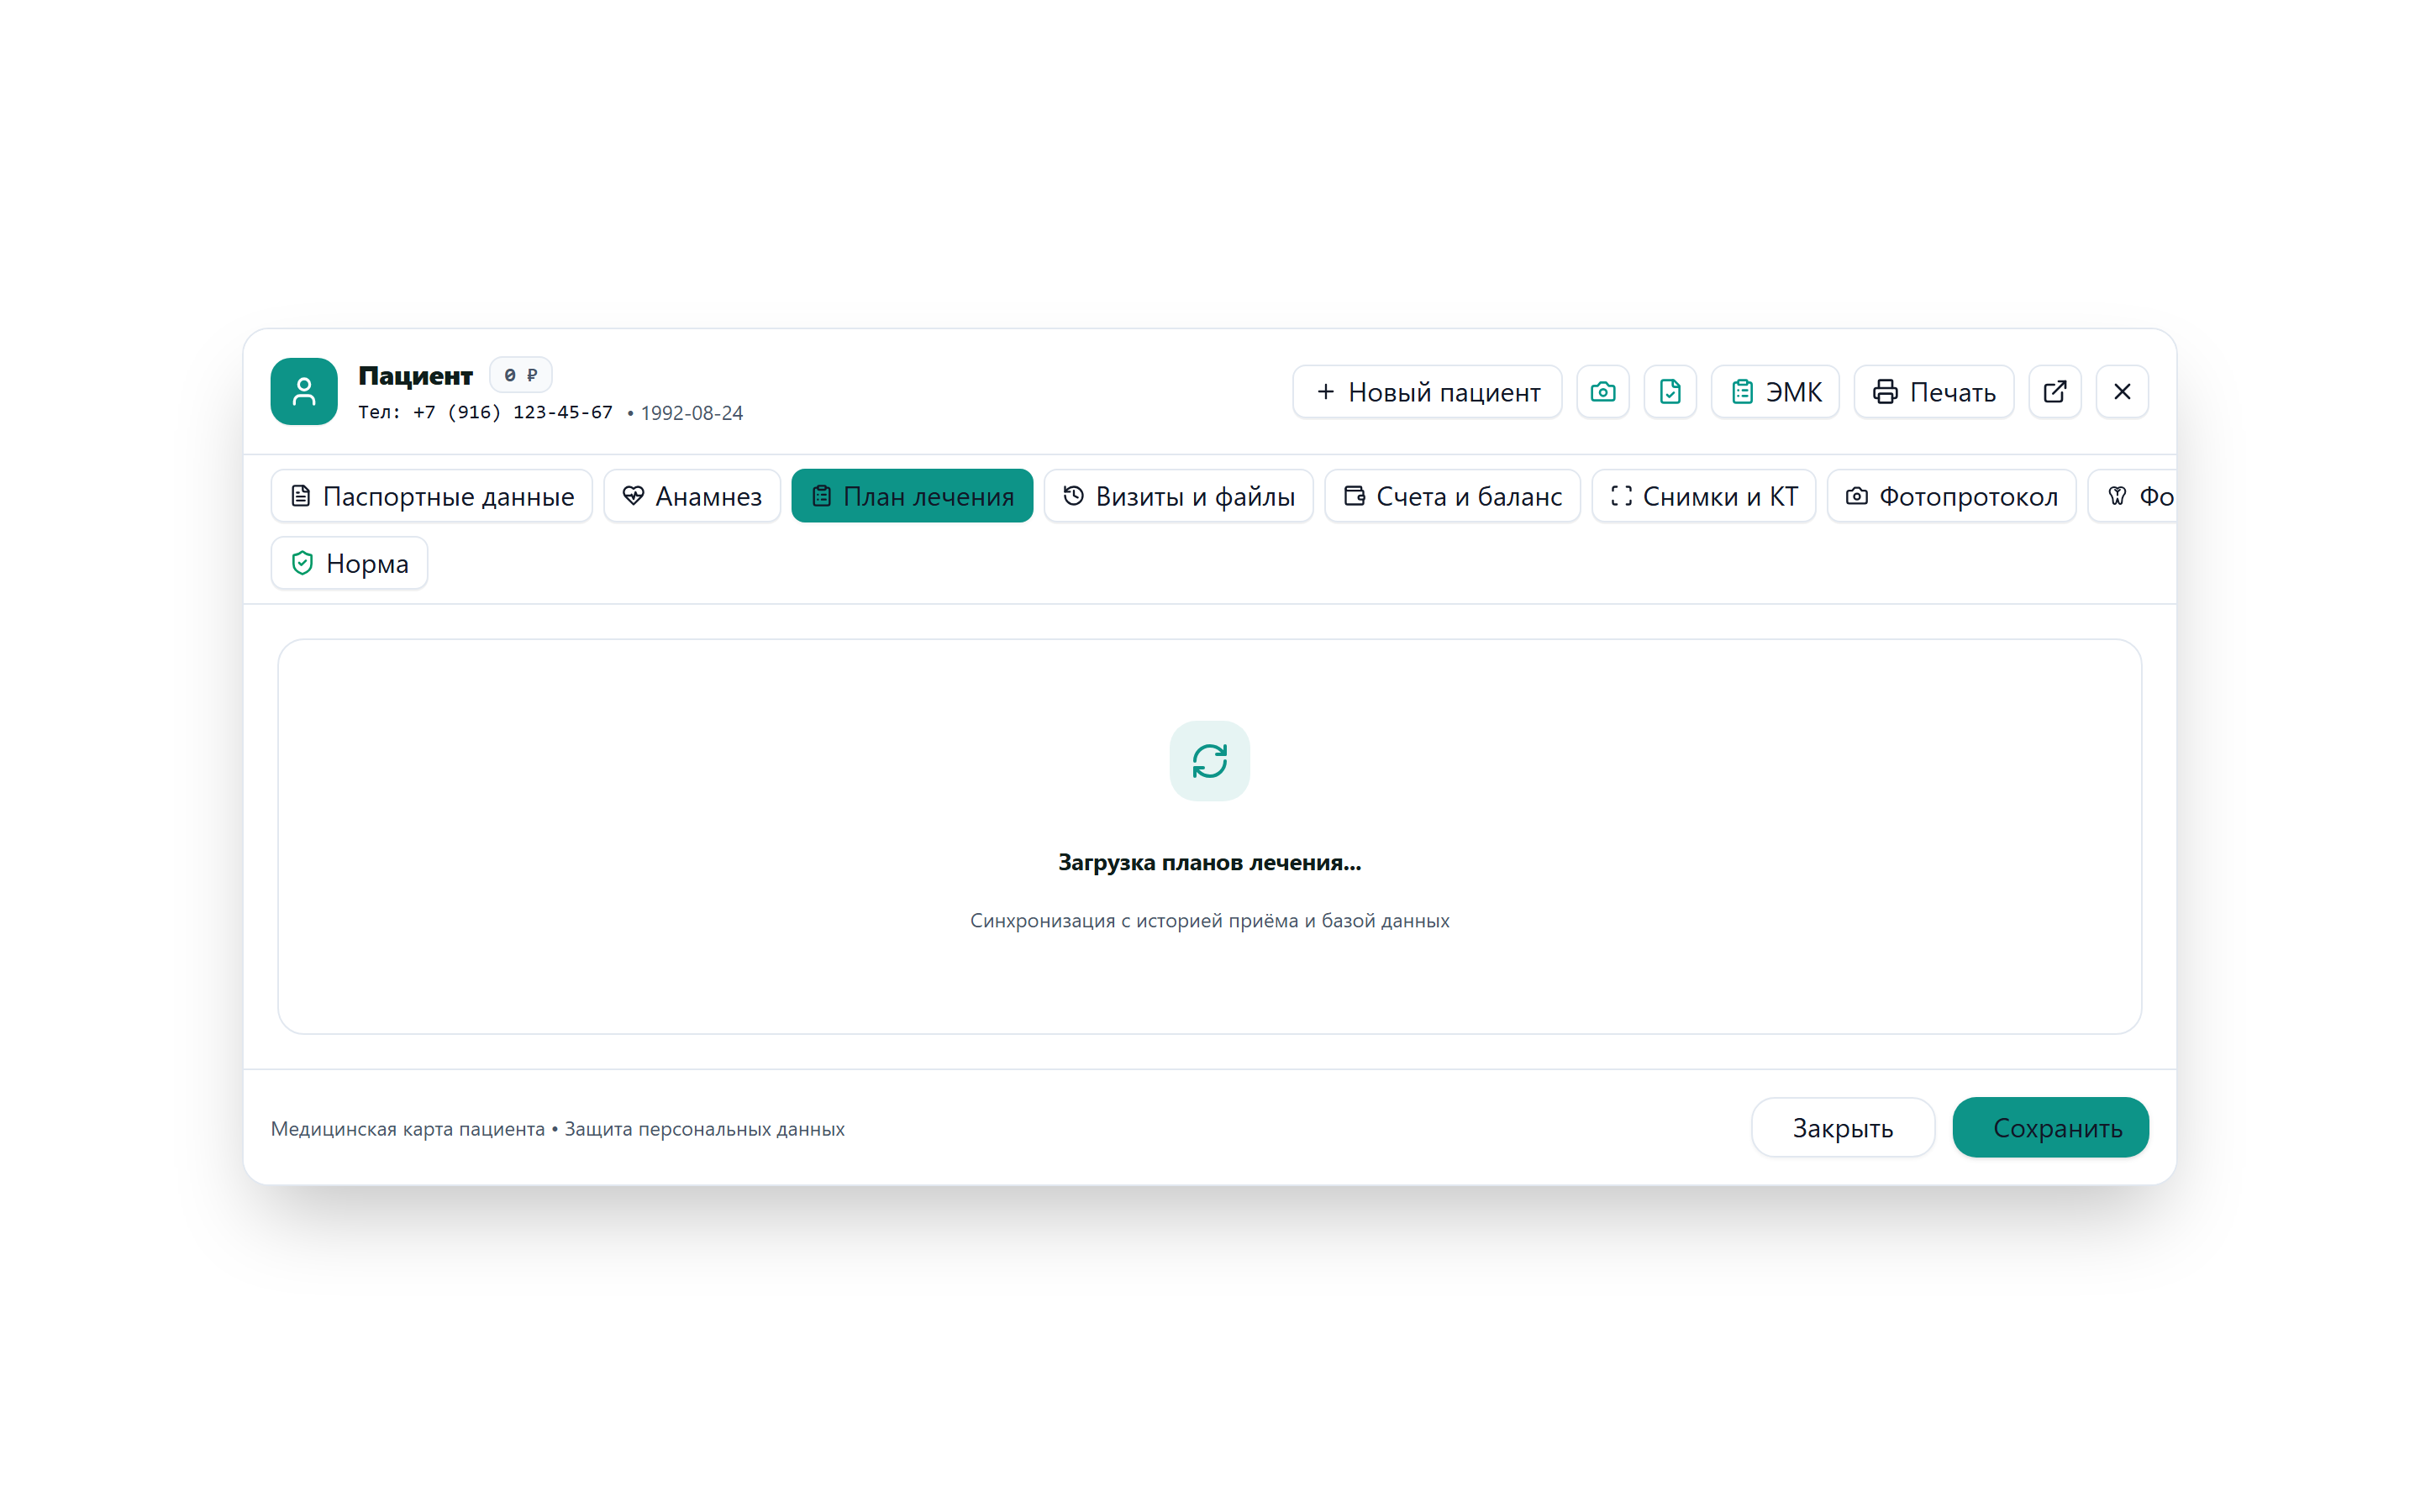 Пациент 0 ₽
Тел: +7 (916) 123-45-67 • 1992-08-24
Новый пациент ЭМК Печать
Паспортные данные Анамнез План лечения Визиты и файлы Счета и баланс Снимки и КТ Фотопротокол Фо
Норма
Загрузка планов лечения...
Синхронизация с историей приёма и базой данных
Медицинская карта пациента • Защита персональных данных
Закрыть Сохранить